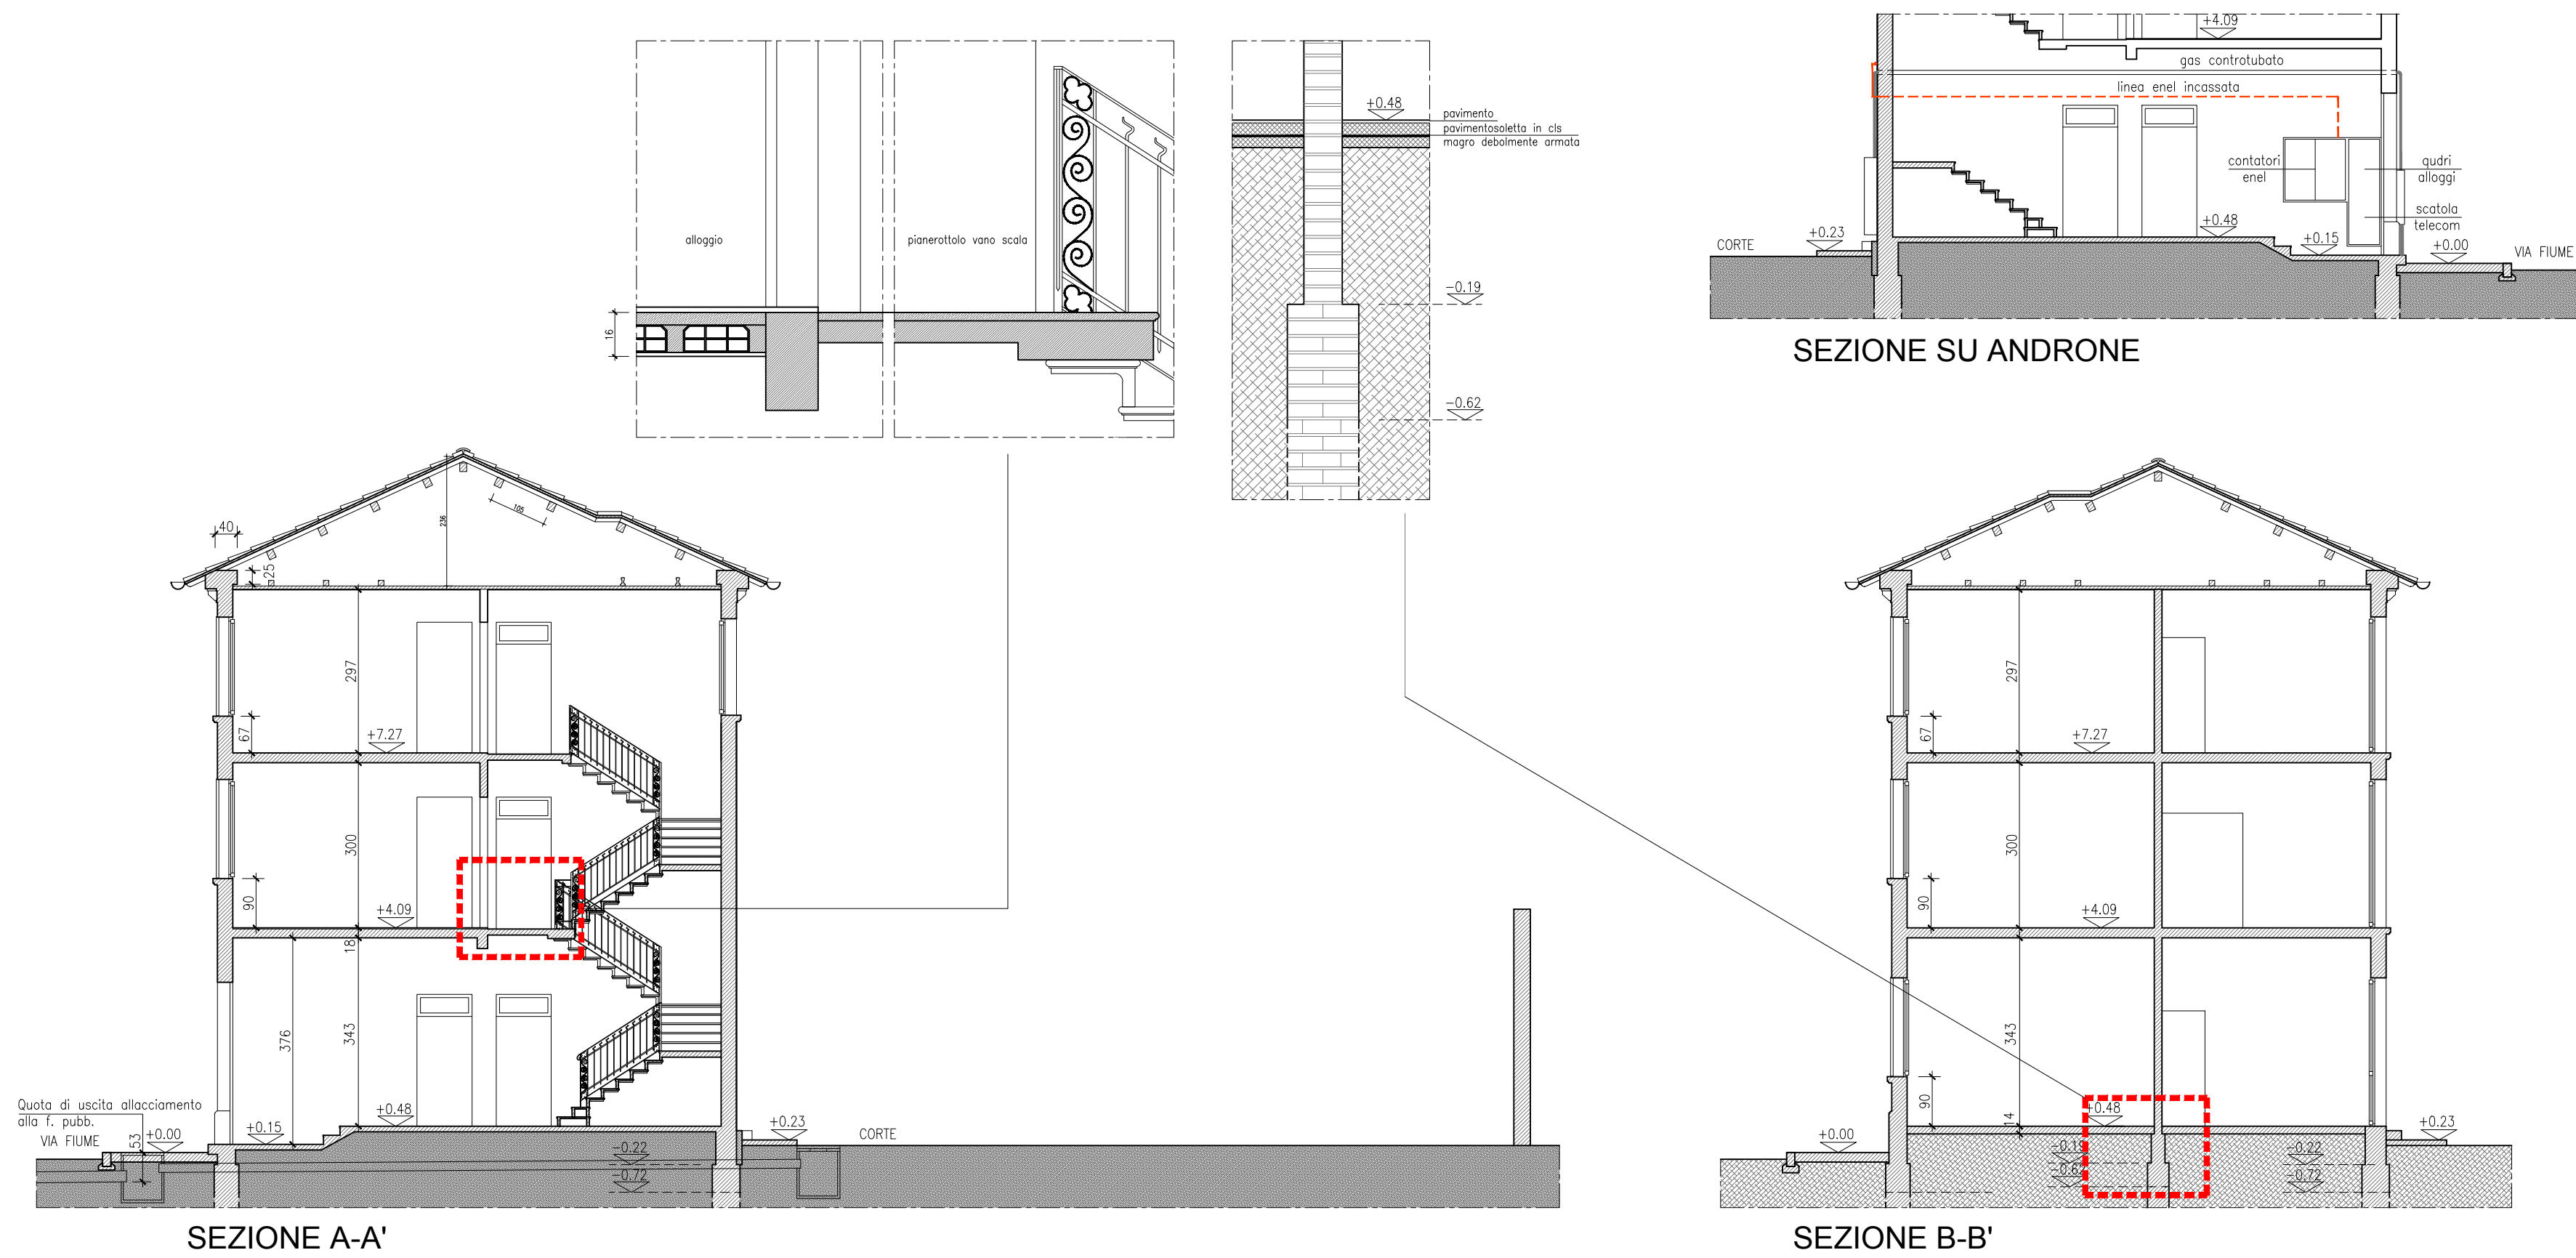 alloggio
pianerottolo vano scala
16
+0.48
pavimento
pavimentosoletta in cls
magro debolmente armata
-0.19
-0.62
+4.09
gas controtubato
linea enel incassata
contatori
enel
qudri
alloggi
scatola
telecom
+0.48
+0.23
+0.15
+0.00
CORTE
VIA FIUME
SEZIONE SU ANDRONE
40
25
236
105
297
67
+7.27
300
90
+4.09
18
376
343
+0.48
Quota di uscita allacciamento
alla f. pubb.
VIA FIUME
53
+0.00
+0.15
+0.23
CORTE
-0.22
-0.72
SEZIONE A-A'
297
67
+7.27
300
90
+4.09
343
90
14
+0.48
+0.00
+0.23
-0.19
-0.6
-0.22
-0.72
SEZIONE B-B'